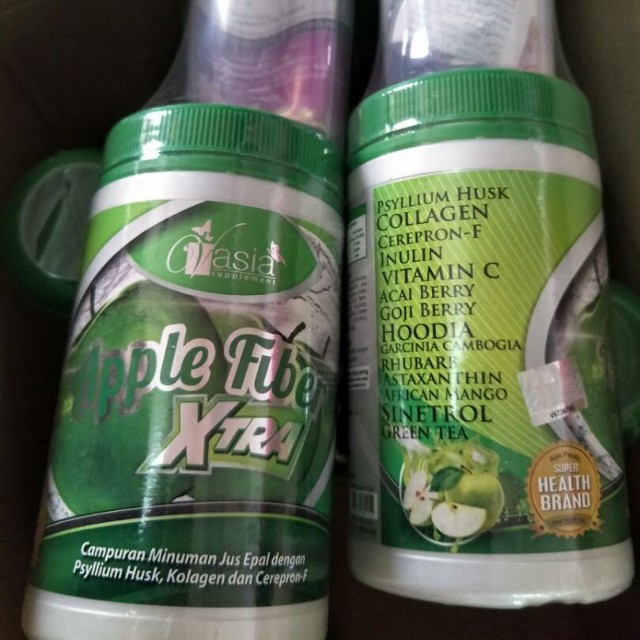 asia
supplement
Apple Fiber
XTRA
Campuran Minuman Jus Epal dengan
Psyllium Husk, Kolagen dan Cerepron-F
PSYLLIUM HUSK
COLLAGEN
CEREPRON-F
INULIN
VITAMIN C
ACAI BERRY
GOJI BERRY
HOODIA
GARCINIA CAMBOGIA
RHUBARB
ASTAXANTHIN
AFRICAN MANGO
SINETROL
GREEN TEA
SUPER
HEALTH
BRAND